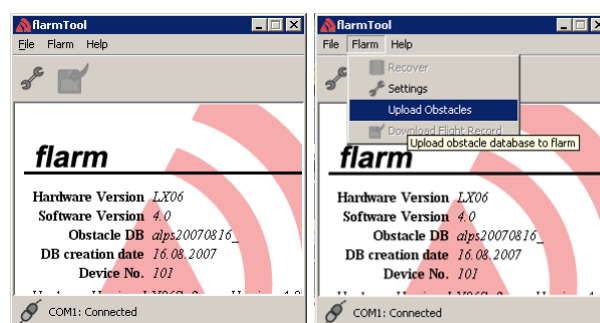 flarmTool
File Flarm Help
flarm
Hardware Version LX06
Software Version 4.0
Obstacle DB alps20070816_
DB creation date 16.08.2007
Device No. 101
COM1: Connected
flarmTool
File Flarm Help
Recover
Settings
Upload Obstacles
Download Flight Record
Upload obstacle database to flarm
flarm
Hardware Version LX06
Software Version 4.0
Obstacle DB alps20070816_
DB creation date 16.08.2007
Device No. 101
COM1: Connected